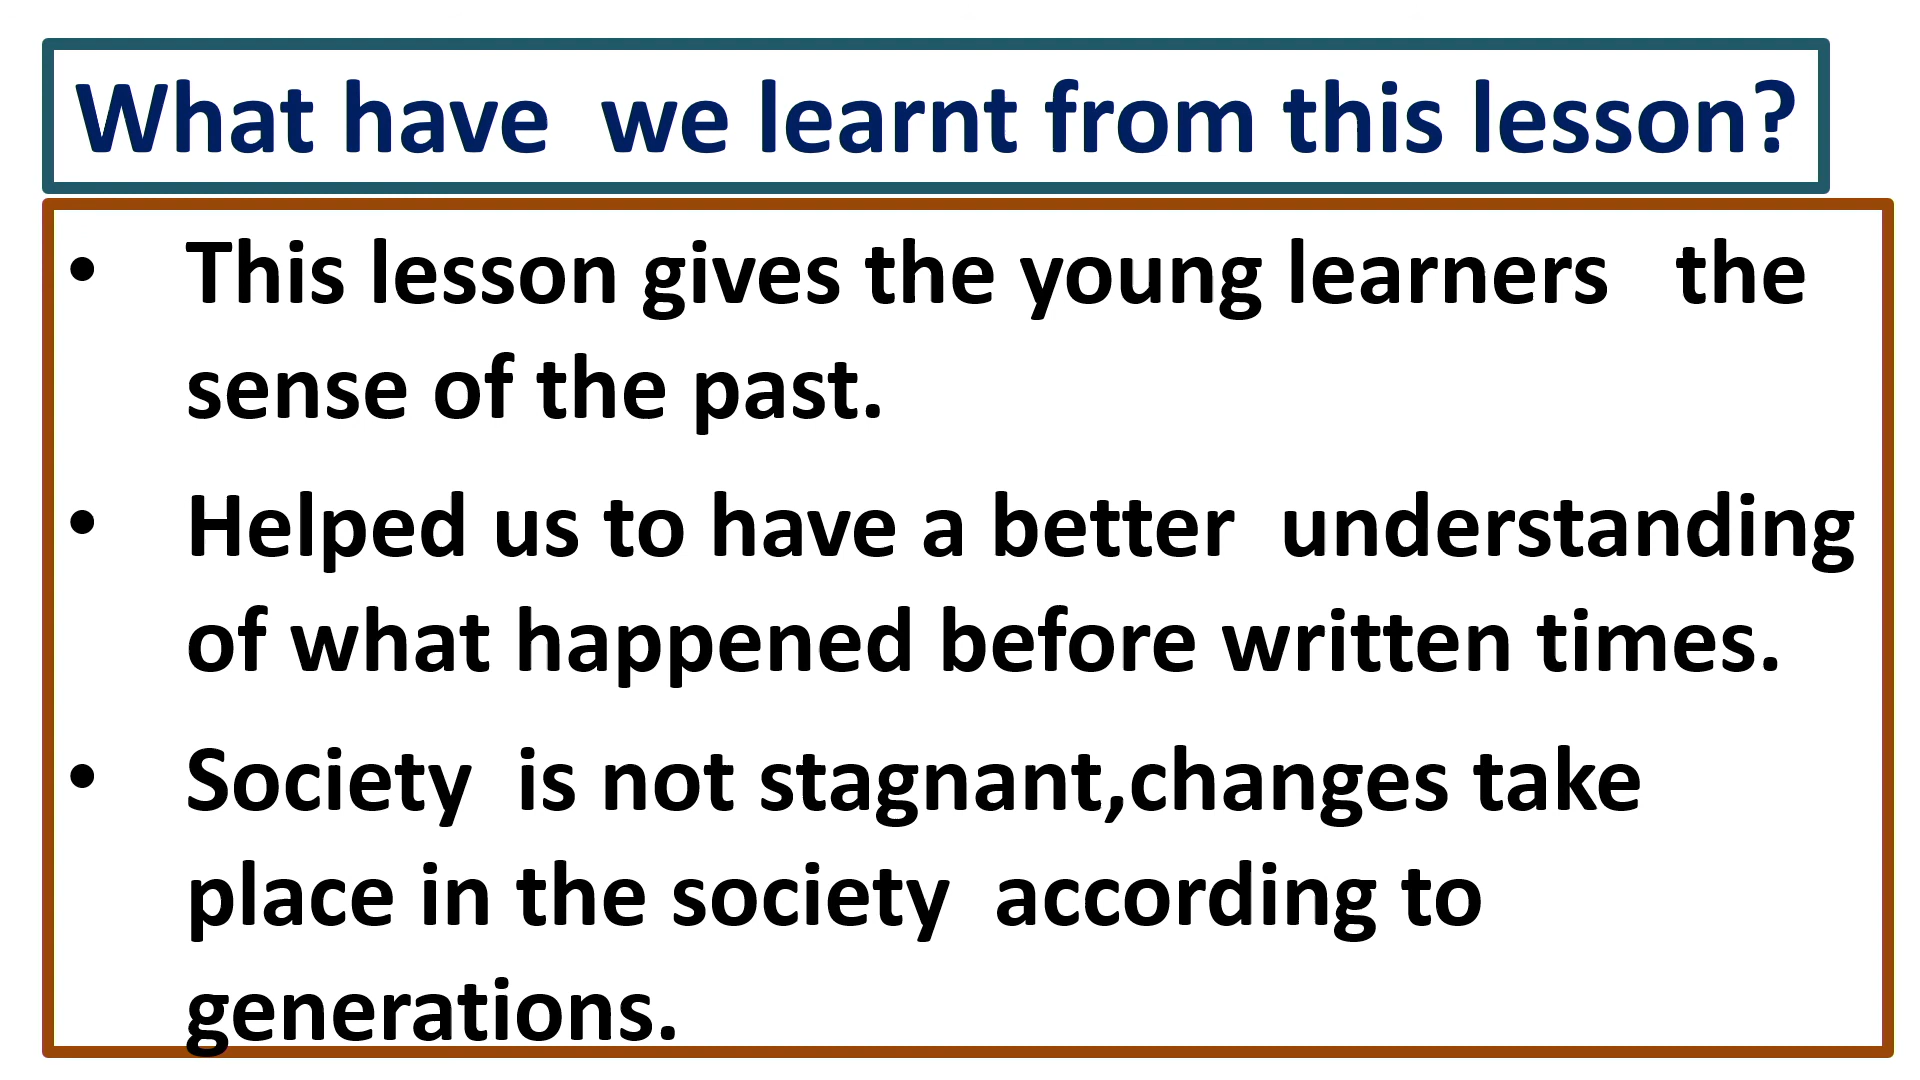 What have  we learnt from this lesson?
• This lesson gives the young learners   the
sense of the past.
• Helped us to have a better  understanding
of what happened before written times.
• Society  is not stagnant,changes take
place in the society  according to
generations.